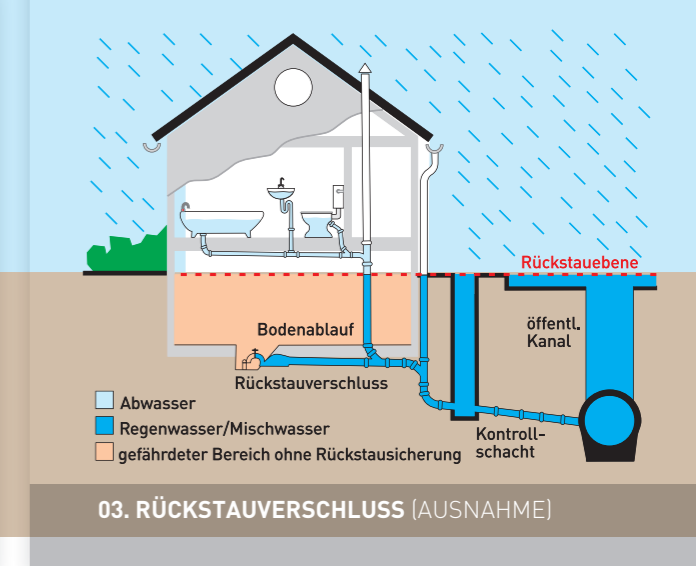 Rückstauebene
öffentl.
Kanal
Bodenablauf
Rückstauverschluss
Abwasser
Regenwasser/Mischwasser
gefährdeter Bereich ohne Rückstausicherung
Kontroll-
schacht
03. RÜCKSTAUVERSCHLUSS (AUSNAHME)